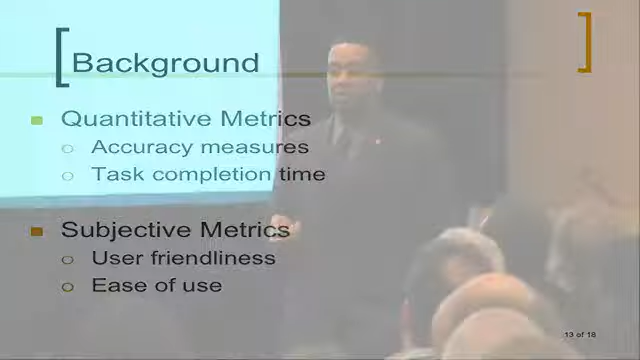 Background
Quantitative Metrics
Accuracy measures
Task completion time
Subjective Metrics
User friendliness
Ease of use
13 of 18